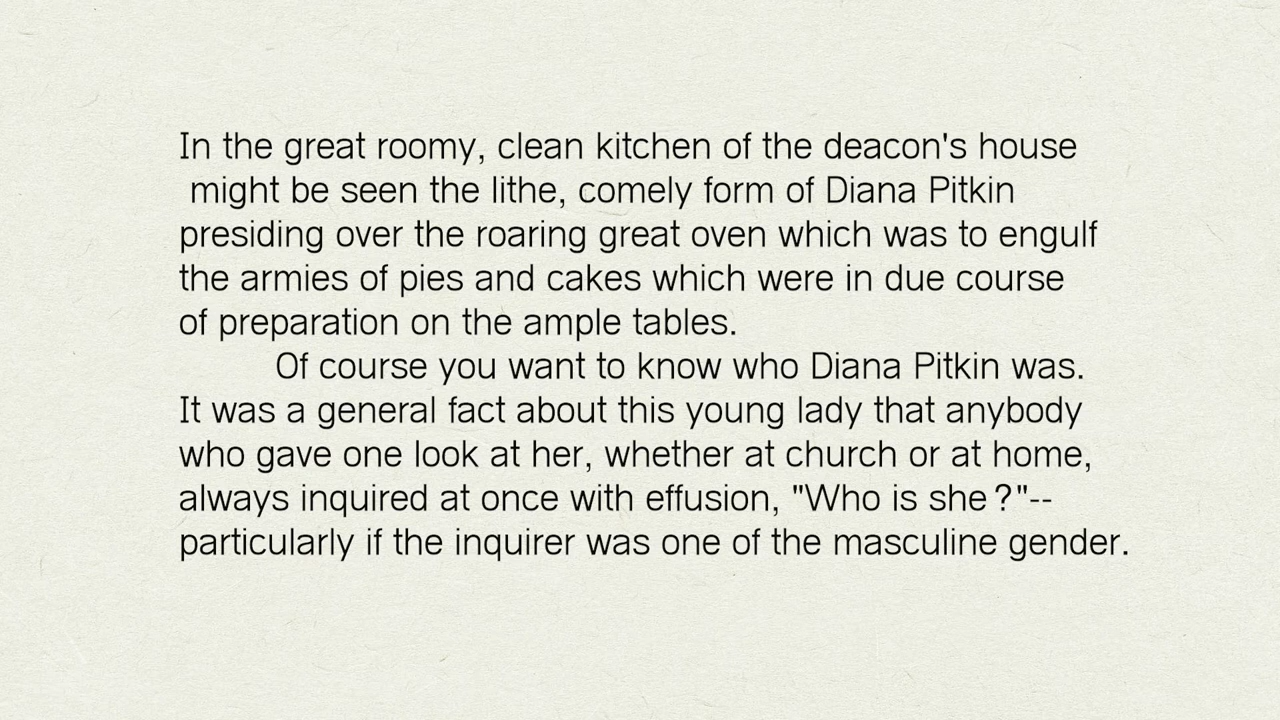 In the great roomy, clean kitchen of the deacon's house
might be seen the lithe, comely form of Diana Pitkin
presiding over the roaring great oven which was to engulf
the armies of pies and cakes which were in due course
of preparation on the ample tables.
Of course you want to know who Diana Pitkin was.
It was a general fact about this young lady that anybody
who gave one look at her, whether at church or at home,
always inquired at once with effusion, "Who is she?"--
particularly if the inquirer was one of the masculine gender.